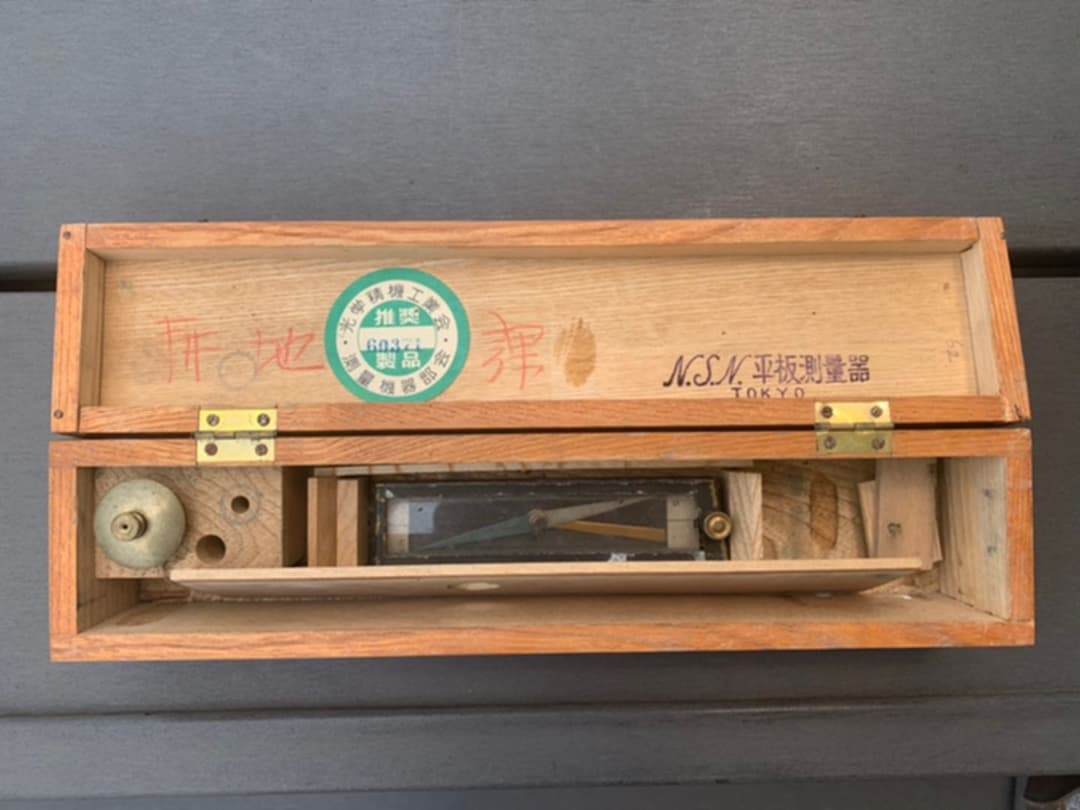 ・光学精機工業会・
推奨
60371
製品
測量機器部会
地
N.S.N. 平板測量器
TOKYO